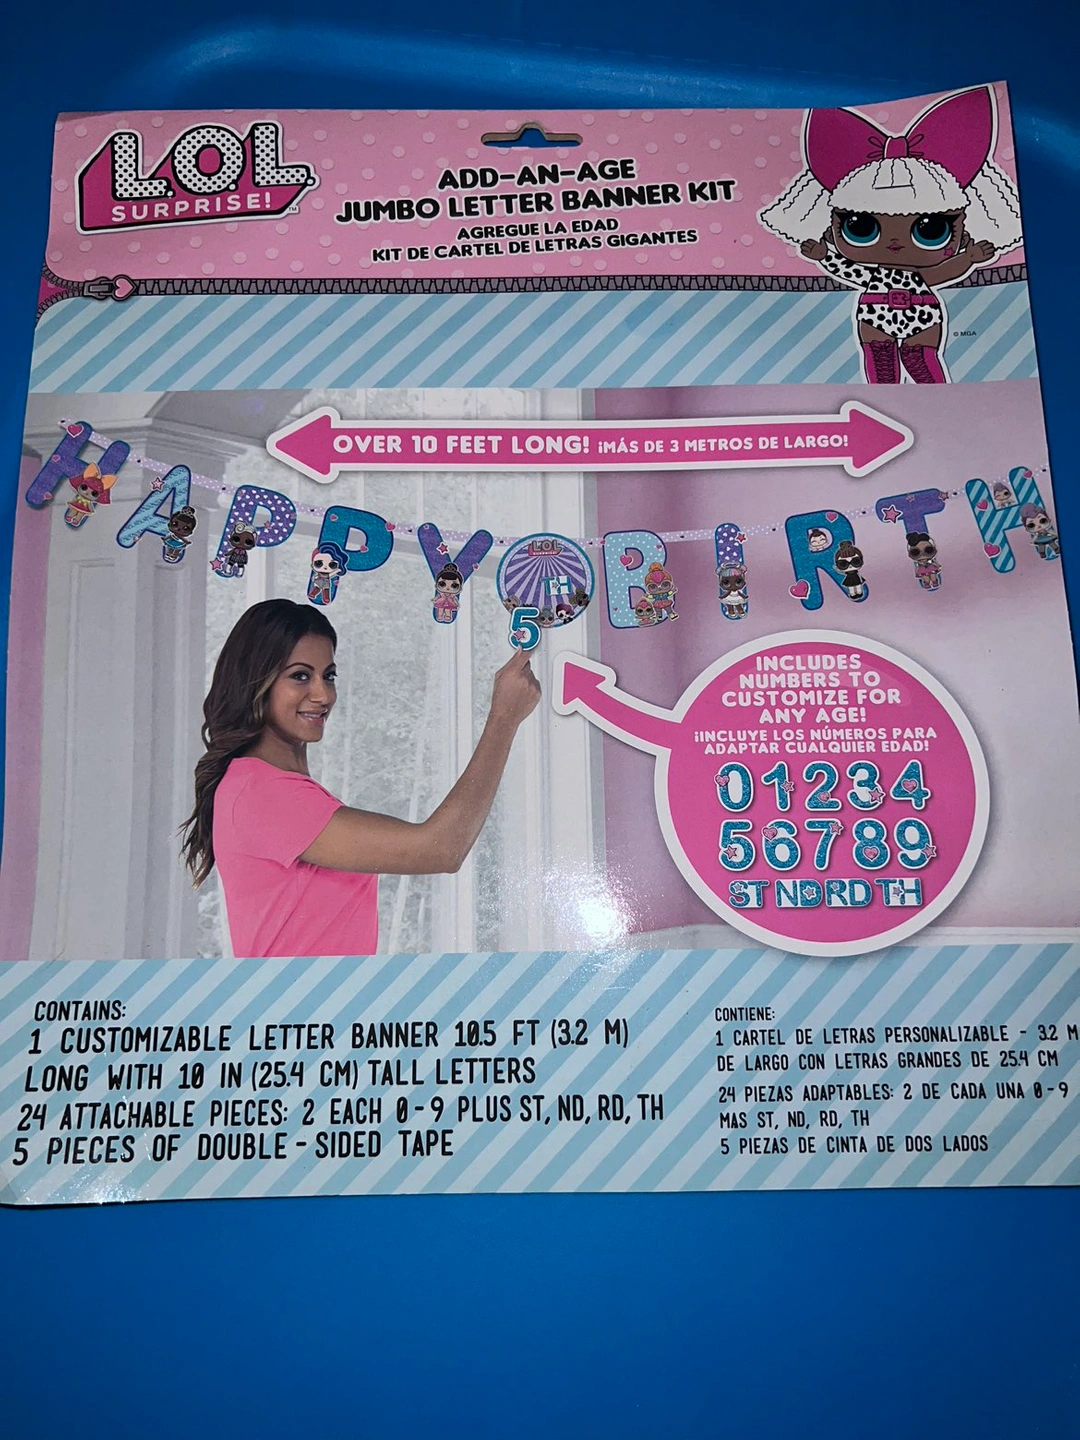 L.O.L.
SURPRISE!™
ADD-AN-AGE
JUMBO LETTER BANNER KIT
AGREGUE LA EDAD
KIT DE CARTEL DE LETRAS GIGANTES
© MGA
OVER 10 FEET LONG! ¡MÁS DE 3 METROS DE LARGO!
HAPPY BIRTH
LOL
SURPRISE!
TH
5
INCLUDES
NUMBERS TO
CUSTOMIZE FOR
ANY AGE!
¡INCLUYE LOS NÚMEROS PARA
ADAPTAR CUALQUIER EDAD!
01234
56789
ST ND RD TH
CONTAINS:
1 CUSTOMIZABLE LETTER BANNER 10.5 FT (3.2 M)
LONG WITH 10 IN (25.4 CM) TALL LETTERS
24 ATTACHABLE PIECES: 2 EACH 0-9 PLUS ST, ND, RD, TH
5 PIECES OF DOUBLE-SIDED TAPE
CONTIENE:
1 CARTEL DE LETRAS PERSONALIZABLE - 3.2 M
DE LARGO CON LETRAS GRANDES DE 25.4 CM
24 PIEZAS ADAPTABLES: 2 DE CADA UNA 0-9
MAS ST, ND, RD, TH
5 PIEZAS DE CINTA DE DOS LADOS